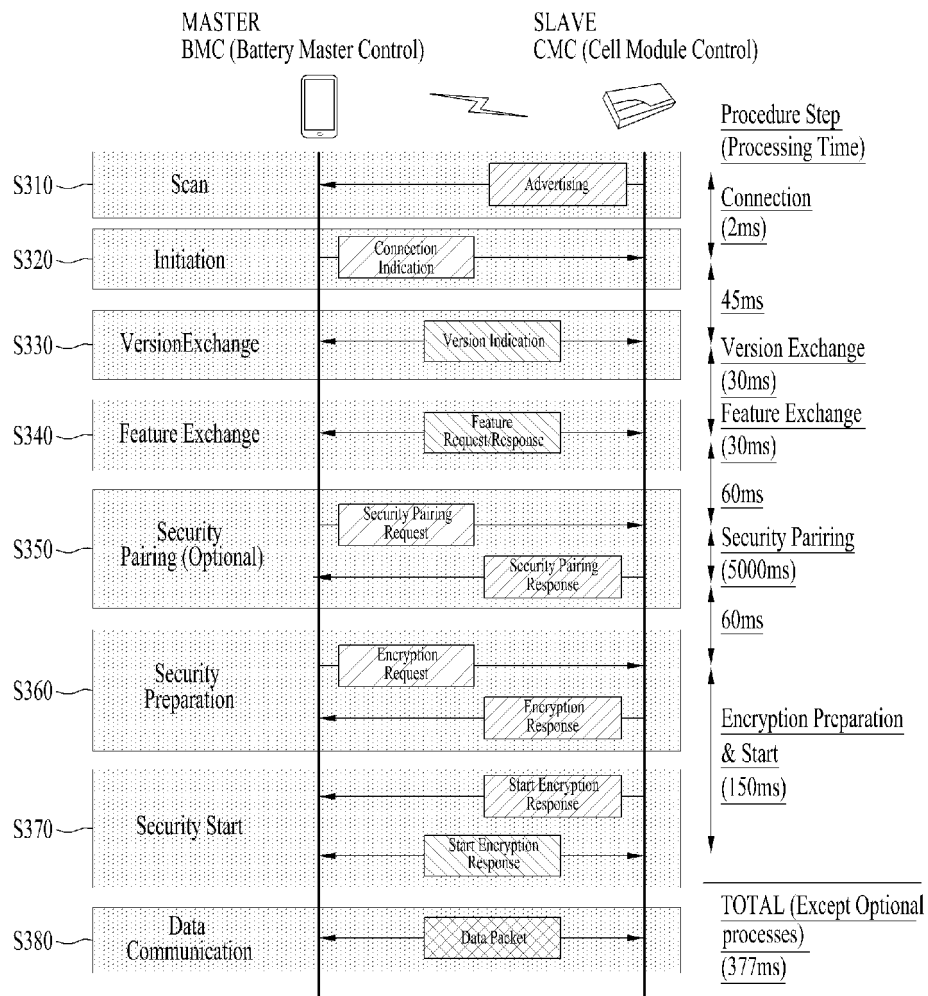 MASTER
BMC (Battery Master Control)
SLAVE
CMC (Cell Module Control)
Procedure Step
(Processing Time)
S310
Scan
Advertising
Connection
(2ms)
S320
Initiation
Connection
Indication
45ms
S330
VersionExchange
Version Indication
Version Exchange
(30ms)
S340
Feature Exchange
Feature
Request/Response
Feature Exchange
(30ms)
60ms
S350
Security
Pairing (Optional)
Security Pairing
Request
Security Pairing
Response
Security Pariring
(5000ms)
60ms
S360
Security
Preparation
Encryption
Request
Encryption
Response
Encryption Preparation
& Start
(150ms)
S370
Security Start
Start Encryption
Response
Start Encryption
Response
S380
Data
Communication
Data Packet
TOTAL (Except Optional
processes)
(377ms)